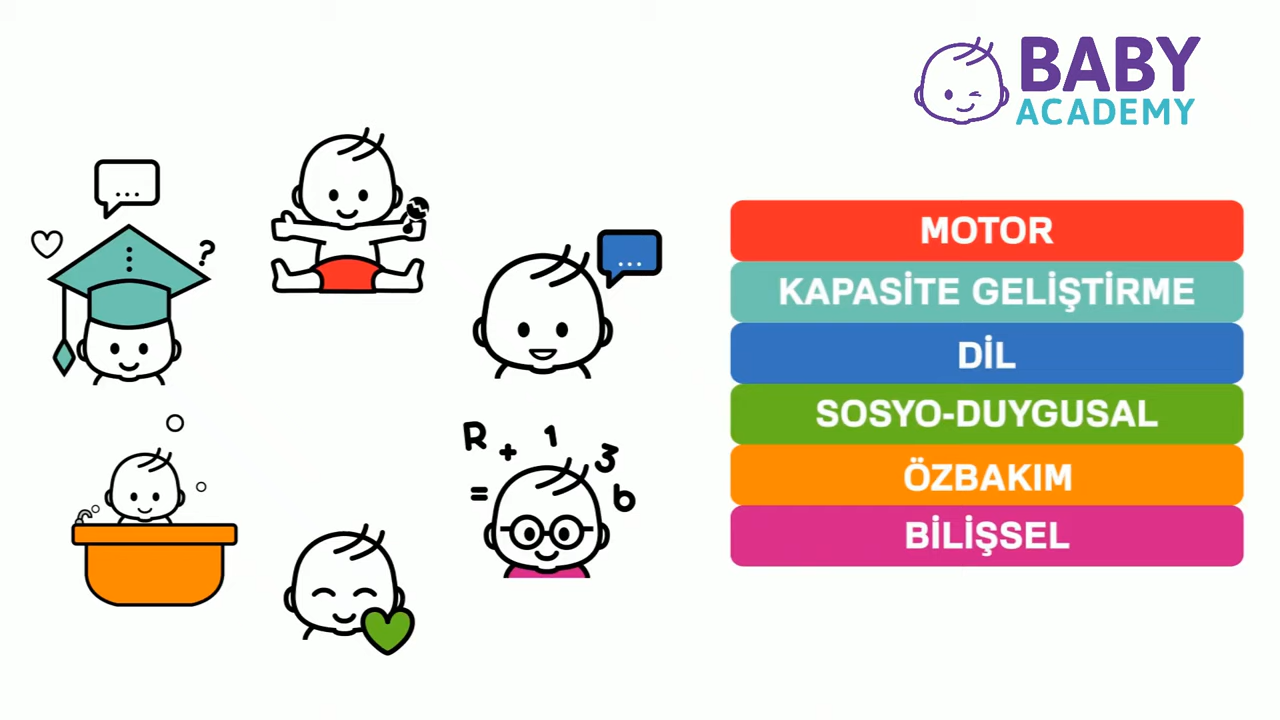 BABY
ACADEMY
...
?
...
R + 1 3
= 6
MOTOR
KAPASİTE GELİŞTİRME
DİL
SOSYO-DUYGUSAL
ÖZBAKIM
BİLİŞSEL